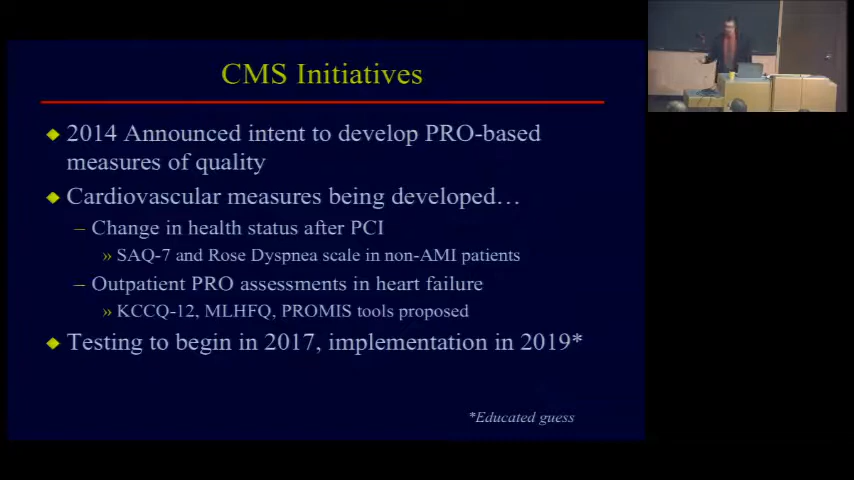 CMS Initiatives
2014 Announced intent to develop PRO-based
measures of quality
Cardiovascular measures being developed…
– Change in health status after PCI
» SAQ-7 and Rose Dyspnea scale in non-AMI patients
– Outpatient PRO assessments in heart failure
» KCCQ-12, MLHFQ, PROMIS tools proposed
Testing to begin in 2017, implementation in 2019*
*Educated guess